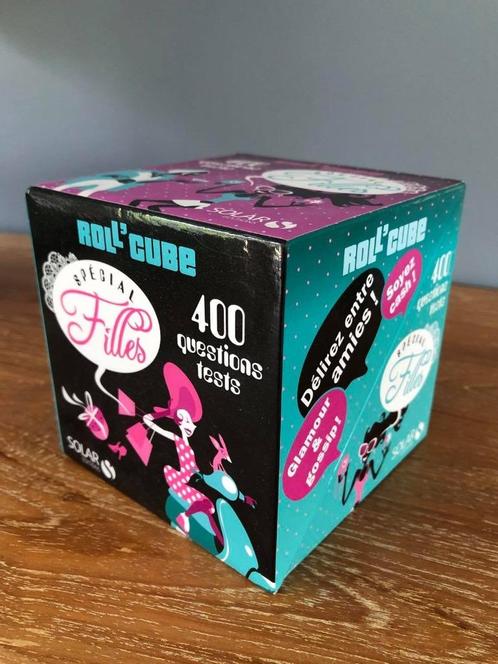 SOLAR
ROLL'CUBE
SPÉCIAL
Filles
400
questions
tests
SOLAR
ROLL'CUBE
Soyez
cash !
400
Délirez entre
amies !
SPÉCIAL
Filles
Glamour
&
gossip !
SOLAR